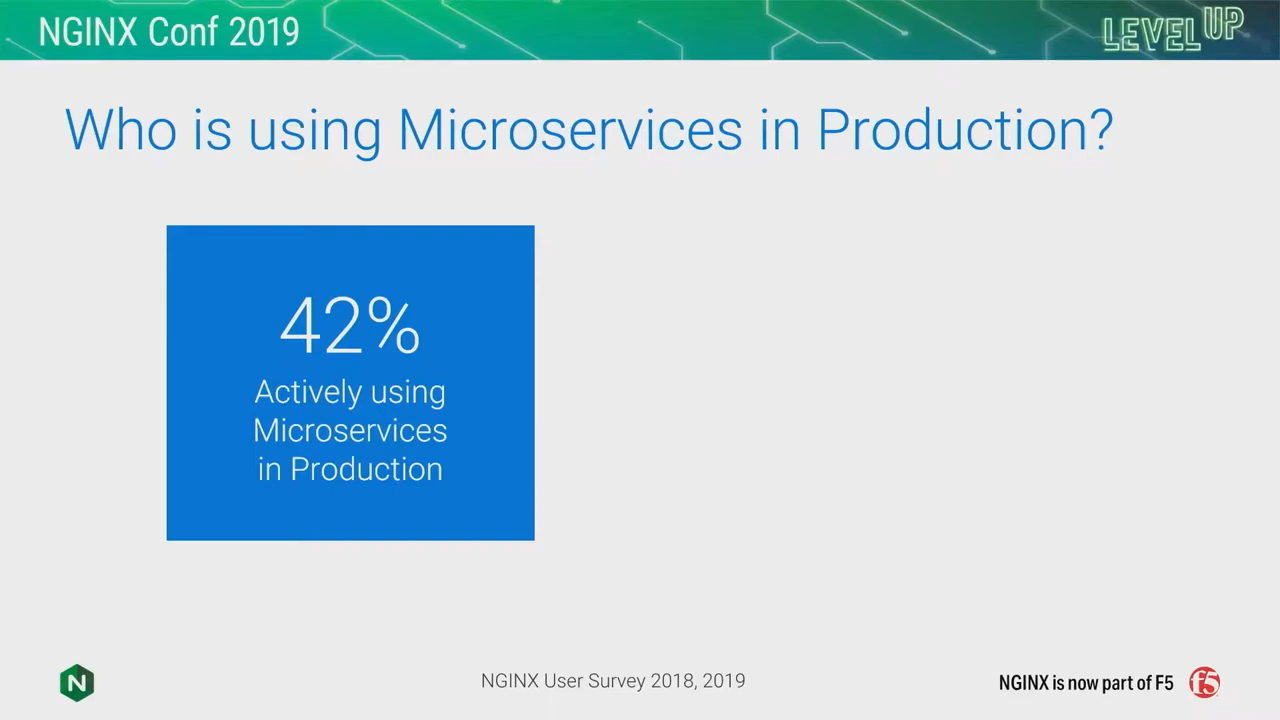 NGINX Conf 2019
LEVEL UP
Who is using Microservices in Production?
42%
Actively using
Microservices
in Production
N
NGINX User Survey 2018, 2019
NGINX is now part of F5
f5